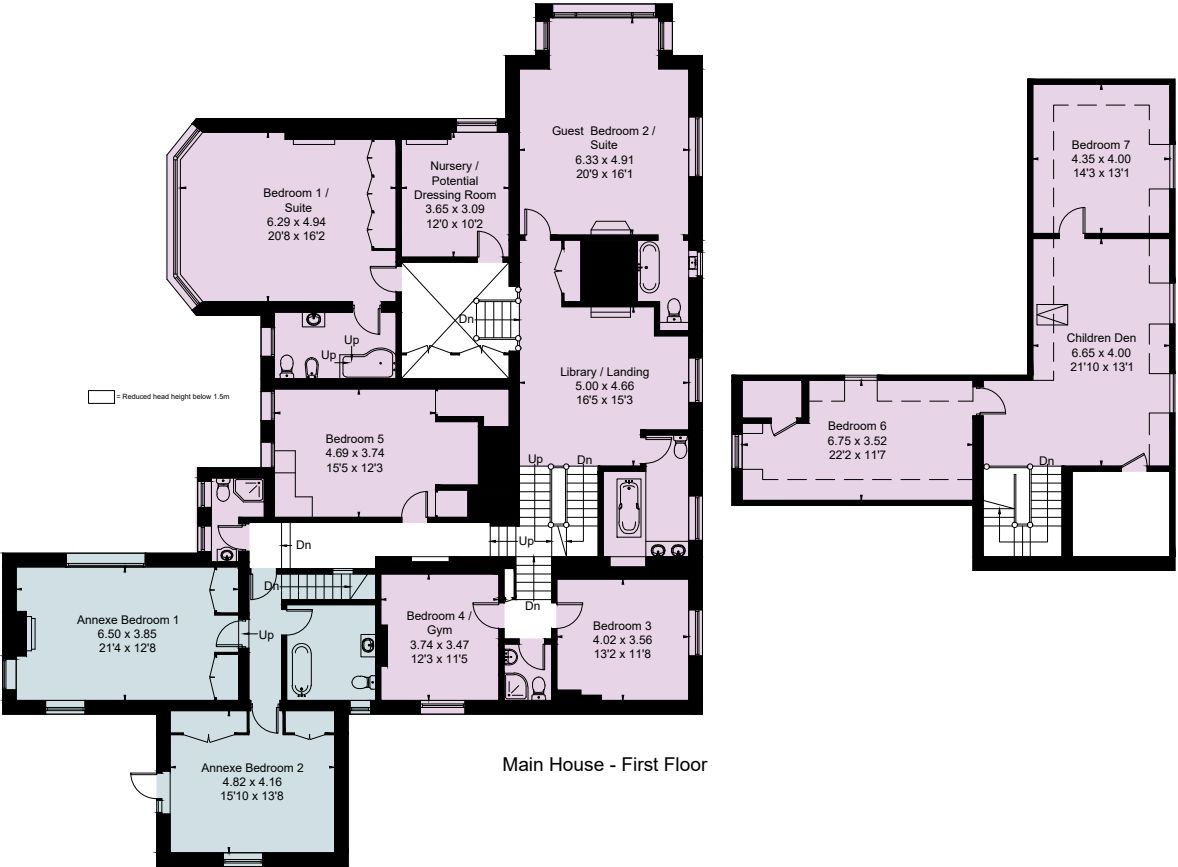 Guest Bedroom 2 /
Suite
6.33 x 4.91
20'9 x 16'1
Bedroom 7
4.35 x 4.00
14'3 x 13'1
Nursery /
Potential
Dressing Room
3.65 x 3.09
12'0 x 10'2
Bedroom 1 /
Suite
6.29 x 4.94
20'8 x 16'2
Dn
Up
Up
Children Den
6.65 x 4.00
21'10 x 13'1
Library / Landing
5.00 x 4.66
16'5 x 15'3
= Reduced head height below 1.5m
Bedroom 5
4.69 x 3.74
15'5 x 12'3
Bedroom 6
6.75 x 3.52
22'2 x 11'7
Up
Dn
Dn
Up
Dn
Dn
Dn
Annexe Bedroom 1
6.50 x 3.85
21'4 x 12'8
Up
Bedroom 4 /
Gym
3.74 x 3.47
12'3 x 11'5
Bedroom 3
4.02 x 3.56
13'2 x 11'8
Annexe Bedroom 2
4.82 x 4.16
15'10 x 13'8
Main House - First Floor